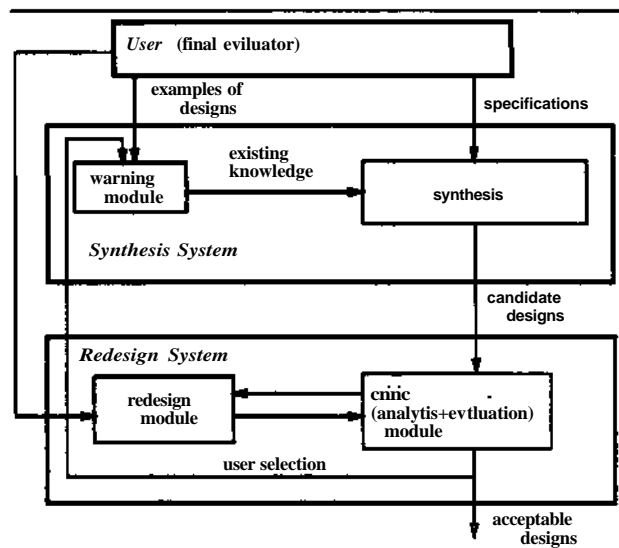 User (final eviluator)
examples of
designs
specifications
existing
knowledge
warning
module
synthesis
Synthesis System
candidate
designs
Redesign System
redesign
module
cnnic
(analytis+evtluation)
module
user selection
acceptable
designs